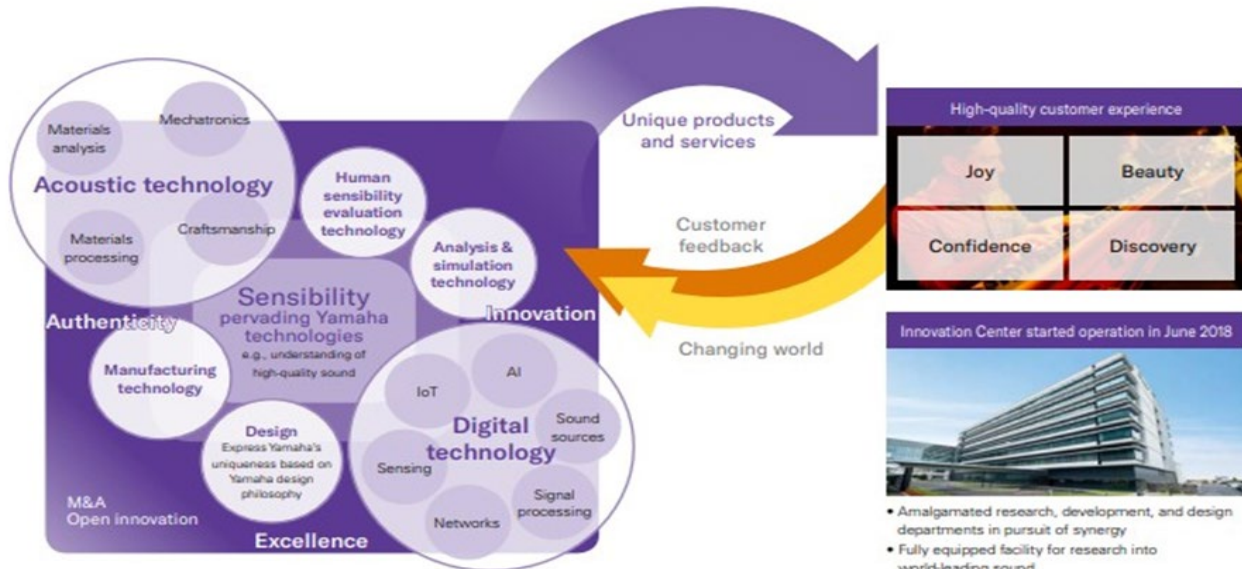 Materials
analysis
Mechatronics
Acoustic technology
Materials
processing
Craftsmanship
Human
sensibility
evaluation
technology
Analysis &
simulation
technology
Sensibility
pervading Yamaha
technologies
e.g., understanding of
high-quality sound
Authenticity
Innovation
Manufacturing
technology
Design
Express Yamaha's
uniqueness based on
Yamaha design
philosophy
IoT
AI
Sound
sources
Digital
technology
Sensing
Signal
processing
Networks
M&A
Open innovation
Excellence
Unique products
and services
Customer
feedback
Changing world
High-quality customer experience
Joy
Beauty
Confidence
Discovery
Innovation Center started operation in June 2018
• Amalgamated research, development, and design
departments in pursuit of synergy
• Fully equipped facility for research into
world-leading sound